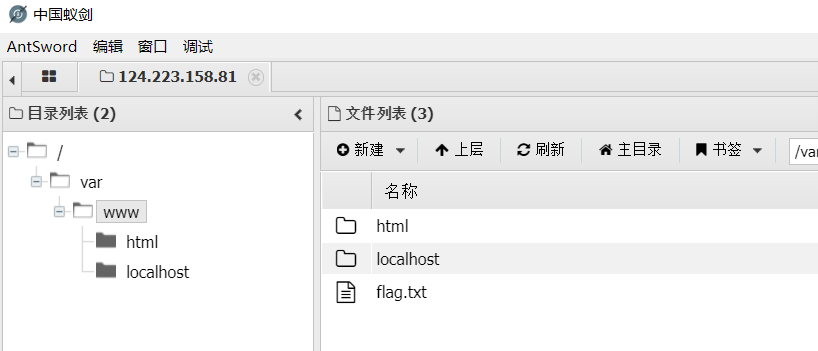 中国蚁剑
AntSword 编辑 窗口 调试
124.223.158.81
目录列表 (2)
/
var
www
html
localhost
文件列表 (3)
新建 上层 刷新 主目录 书签 /var
名称
html
localhost
flag.txt